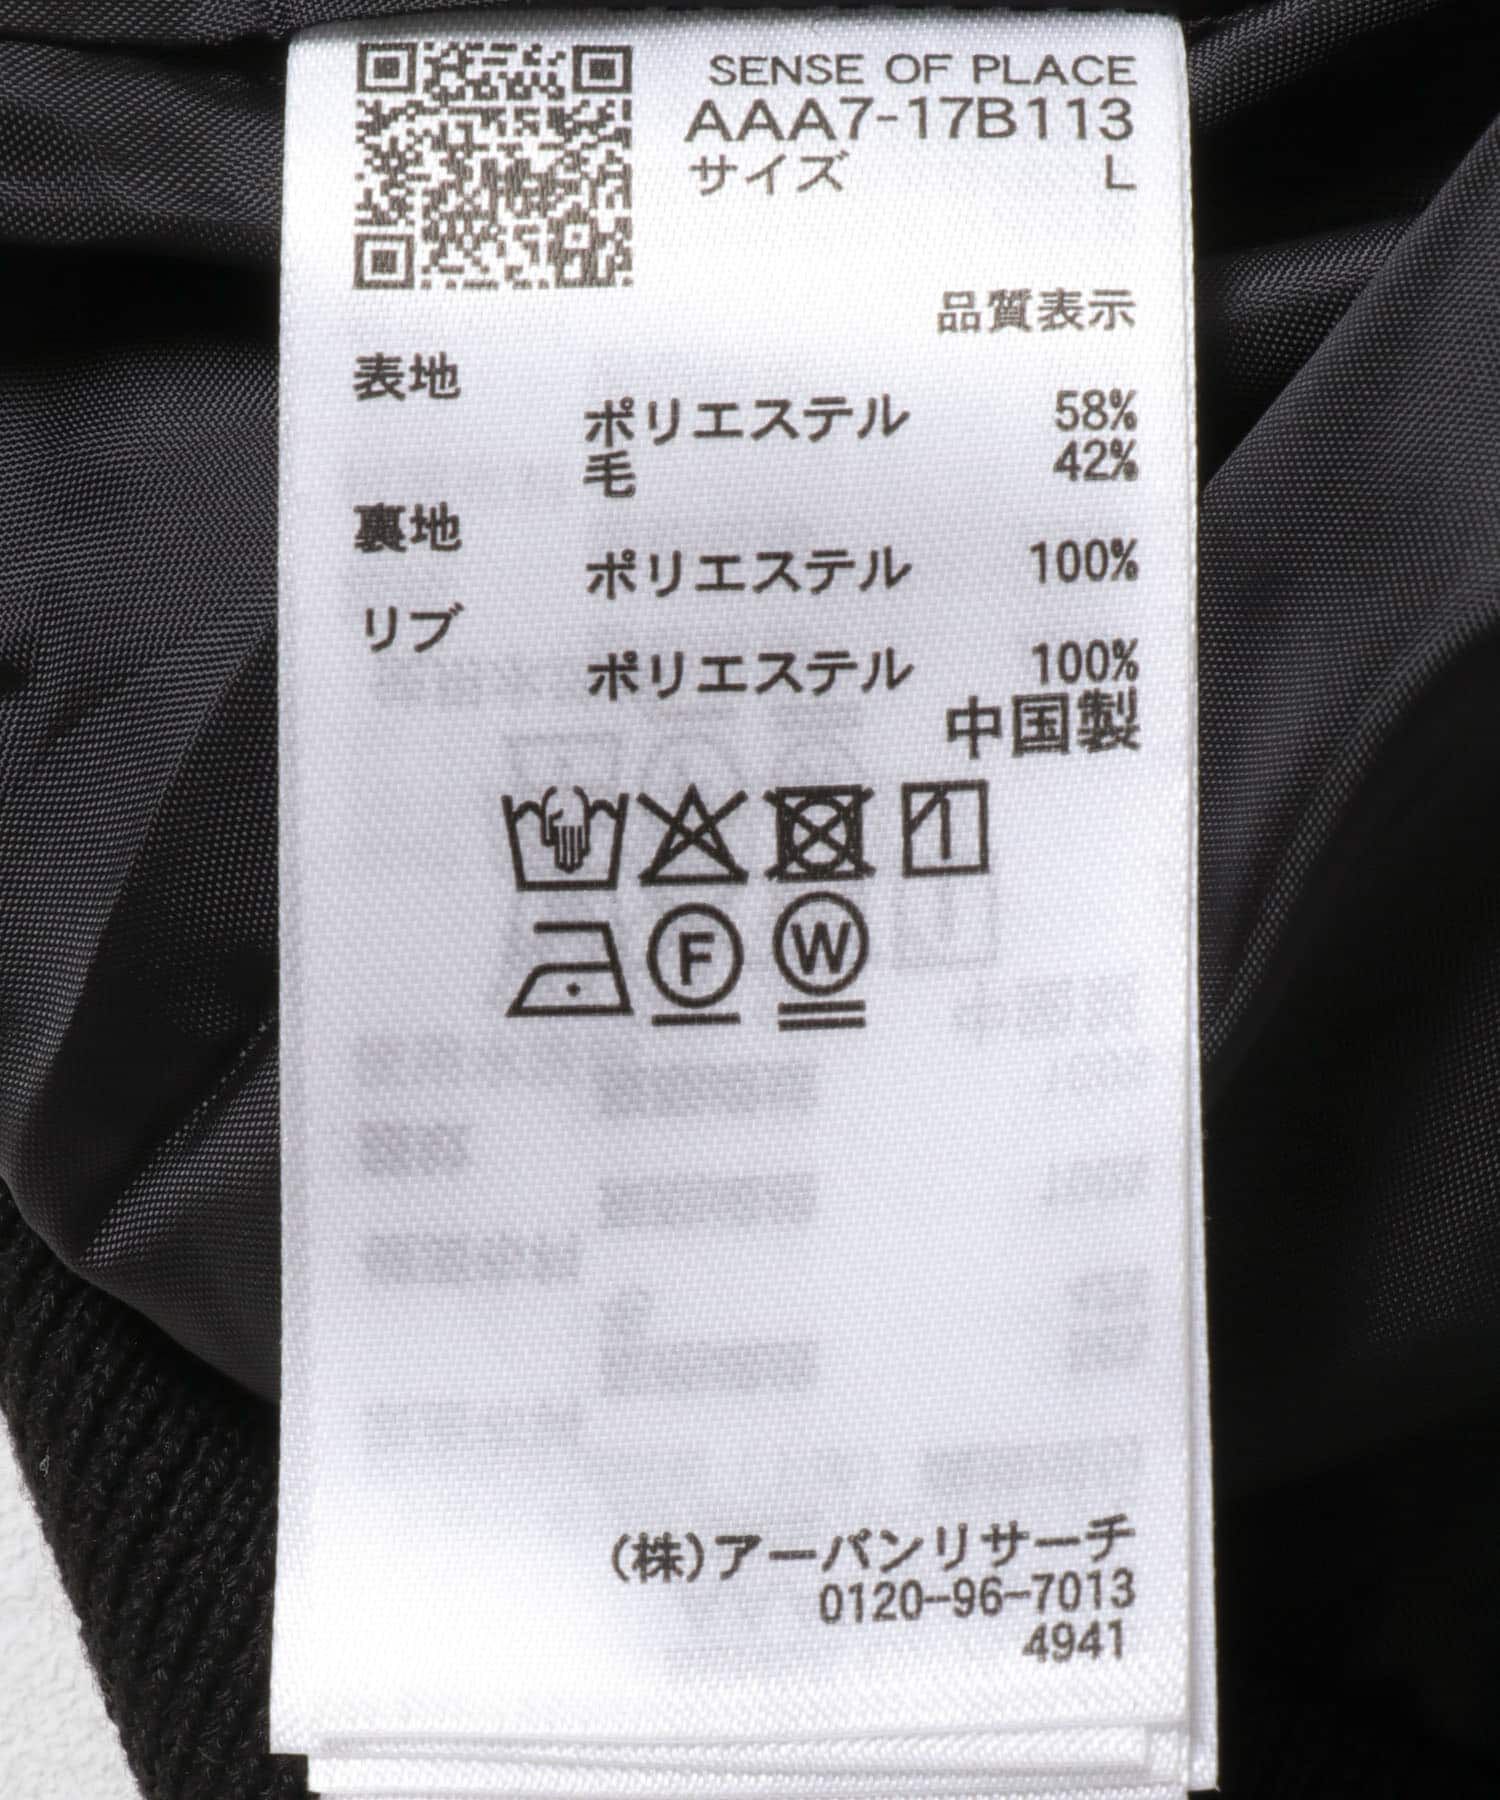 SENSE OF PLACE
AAA7-17B113
サイズ L
品質表示
表地
ポリエステル 58%
毛 42%
裏地
ポリエステル 100%
リブ
ポリエステル 100%
中国製
F W
(株)アーバンリサーチ
0120-96-7013
4941